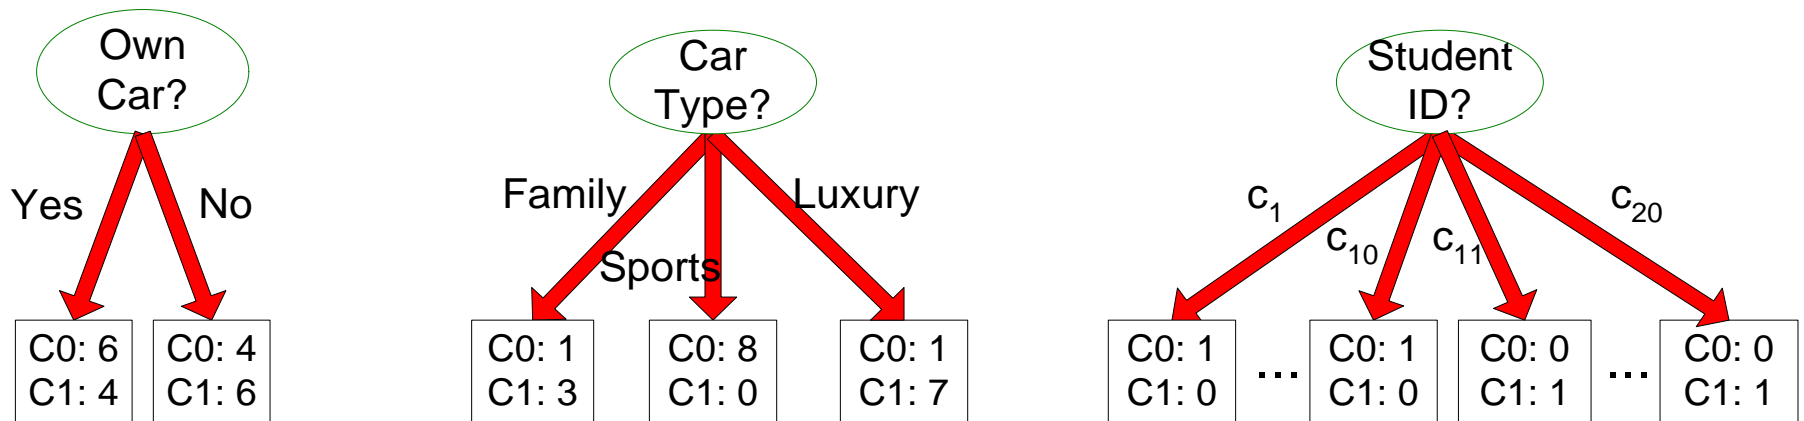 Own
Car?
Yes
No
C0: 6
C1: 4
C0: 4
C1: 6
Car
Type?
Family
Sports
Luxury
C0: 1
C1: 3
C0: 8
C1: 0
C0: 1
C1: 7
Student
ID?
c₁
c₁₀
c₁₁
c₂₀
C0: 1
C1: 0
...
C0: 1
C1: 0
C0: 0
C1: 1
...
C0: 0
C1: 1